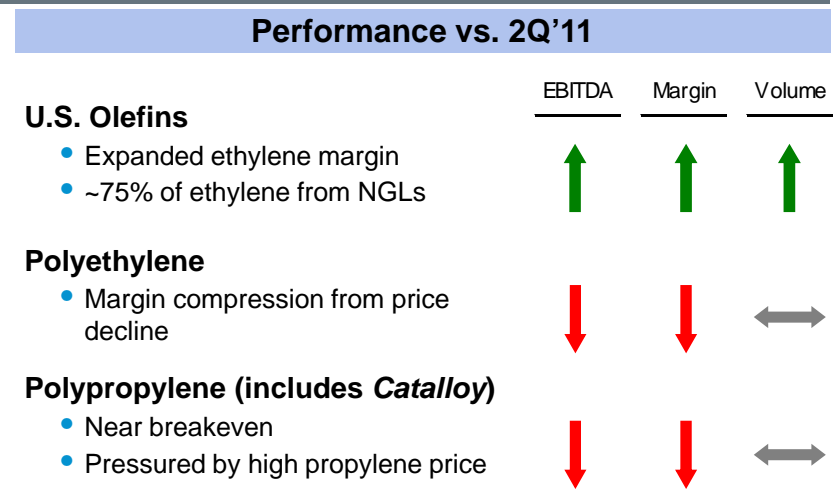 Performance vs. 2Q’11
EBITDA Margin Volume
U.S. Olefins
• Expanded ethylene margin
• ~75% of ethylene from NGLs
Polyethylene
• Margin compression from price
decline
Polypropylene (includes Catalloy)
• Near breakeven
• Pressured by high propylene price